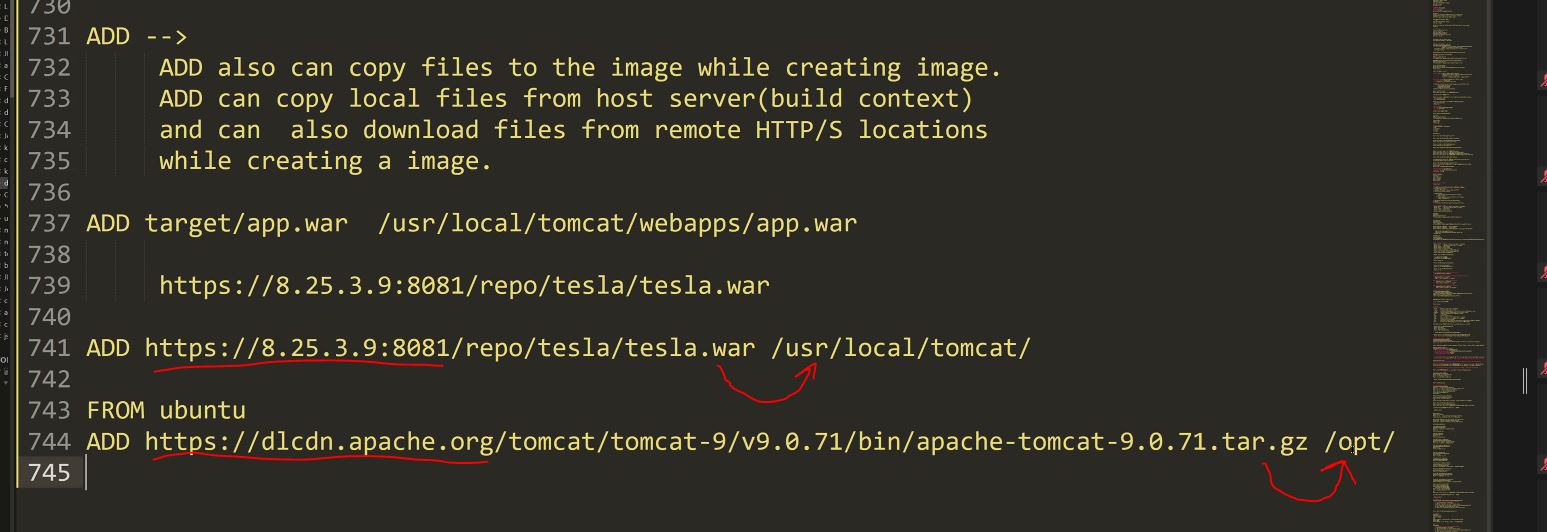 730
731 ADD -->
732 ADD also can copy files to the image while creating image.
733 ADD can copy local files from host server(build context)
734 and can  also download files from remote HTTP/S locations
735 while creating a image.
736
737 ADD target/app.war  /usr/local/tomcat/webapps/app.war
738
739 https://8.25.3.9:8081/repo/tesla/tesla.war
740
741 ADD https://8.25.3.9:8081/repo/tesla/tesla.war /usr/local/tomcat/
742
743 FROM ubuntu
744 ADD https://dlcdn.apache.org/tomcat/tomcat-9/v9.0.71/bin/apache-tomcat-9.0.71.tar.gz /opt/
745